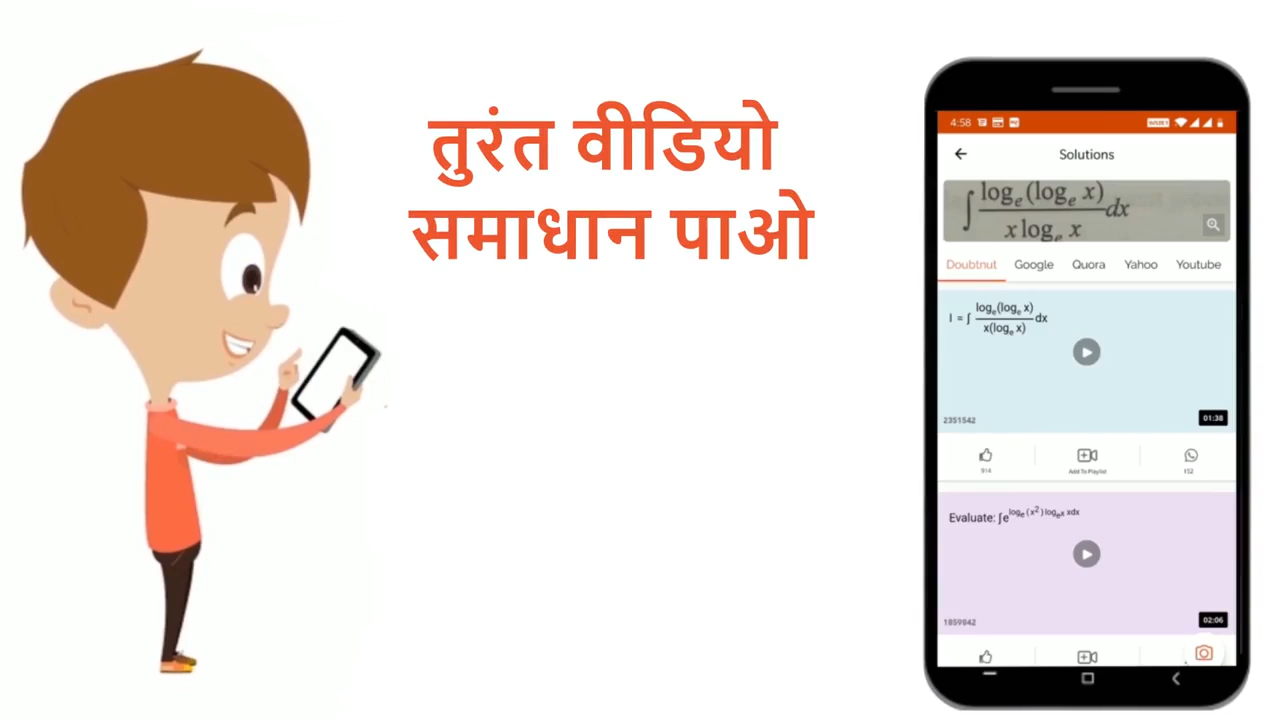 तुरंत वीडियो
समाधान पाओ
4:58
Solutions
∫ logₑ(logₑ x) / x logₑ x dx
Doubtnut Google Quora Yahoo Youtube
I = ∫ logₑ(logₑ x) / x(logₑ x) dx
2351542 01:38
914 Add To Playlist 152
Evaluate: ∫e^logₑ(x²)logₑx xdx
1859842 02:06